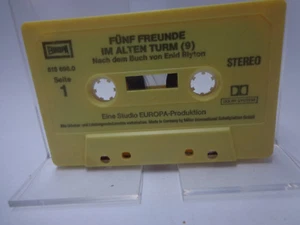 EUROPA
FÜNF FREUNDE
IM ALTEN TURM (9)
Nach dem Buch von Enid Blyton
Seite
1
STEREO
Eine Studio EUROPA-Produktion